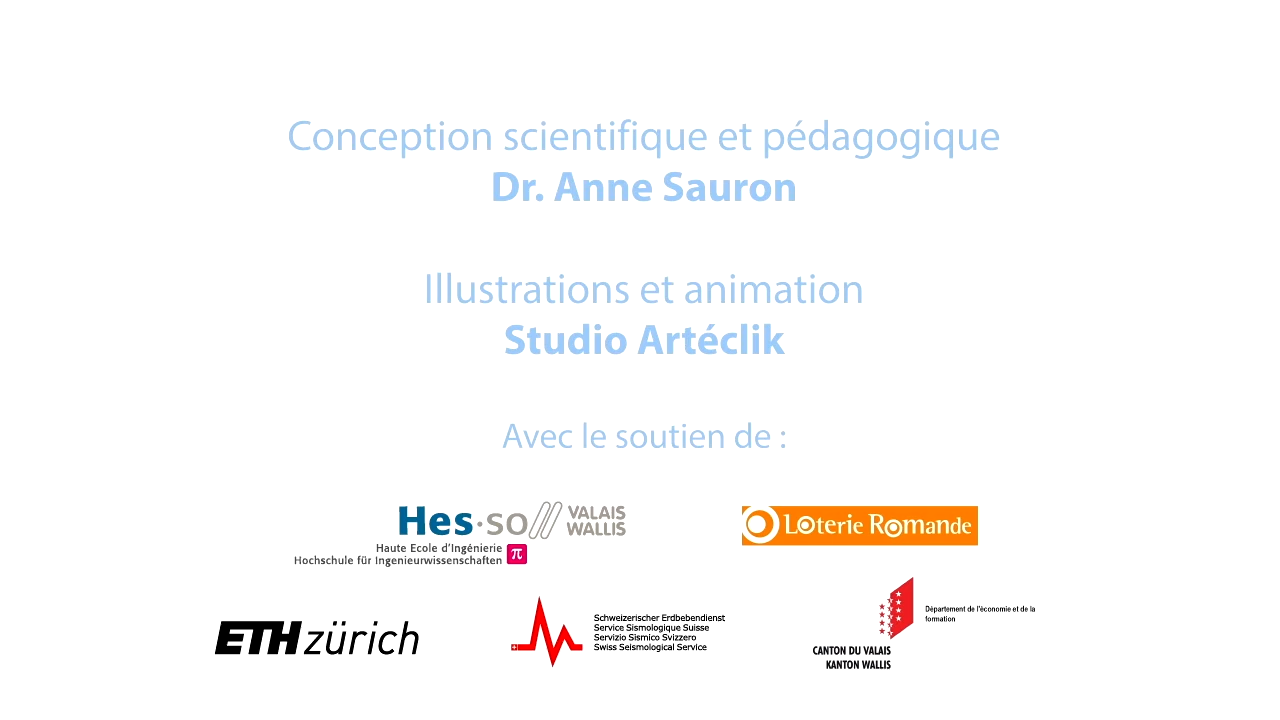 Conception scientifique et pédagogique
Dr. Anne Sauron
Illustrations et animation
Studio Artéclik
Avec le soutien de :
Hes·so VALAIS WALLIS
Haute Ecole d'Ingénierie
Hochschule für Ingenieurwissenschaften π
Loterie Romande
ETH zürich
Schweizerischer Erdbebendienst
Service Sismologique Suisse
Servizio Sismico Svizzero
Swiss Seismological Service
Département de l'économie et de la
formation
CANTON DU VALAIS
KANTON WALLIS